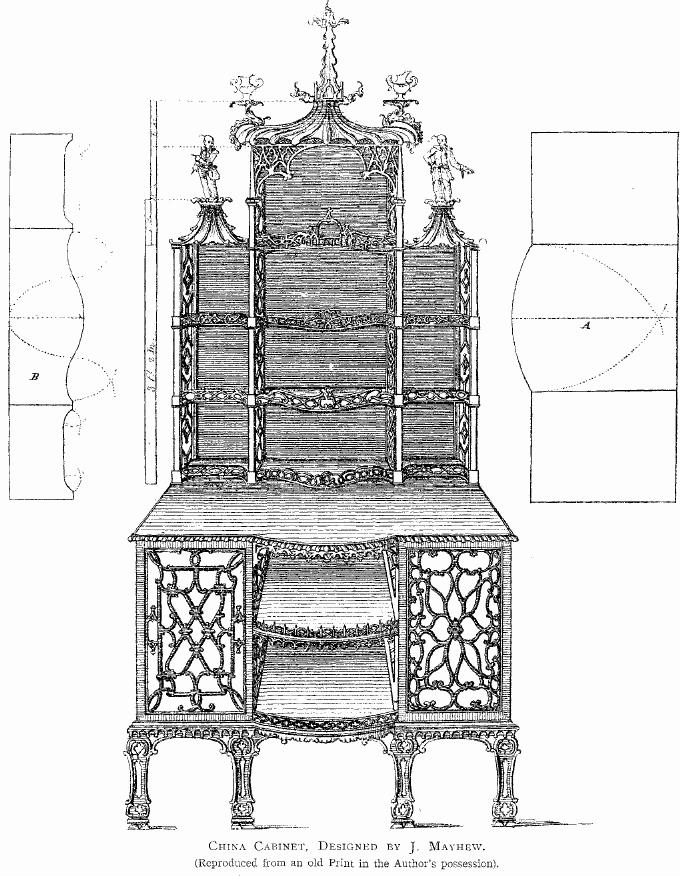 B
A
China Cabinet, Designed by J. Mayhew.
(Reproduced from an old Print in the Author's possession).